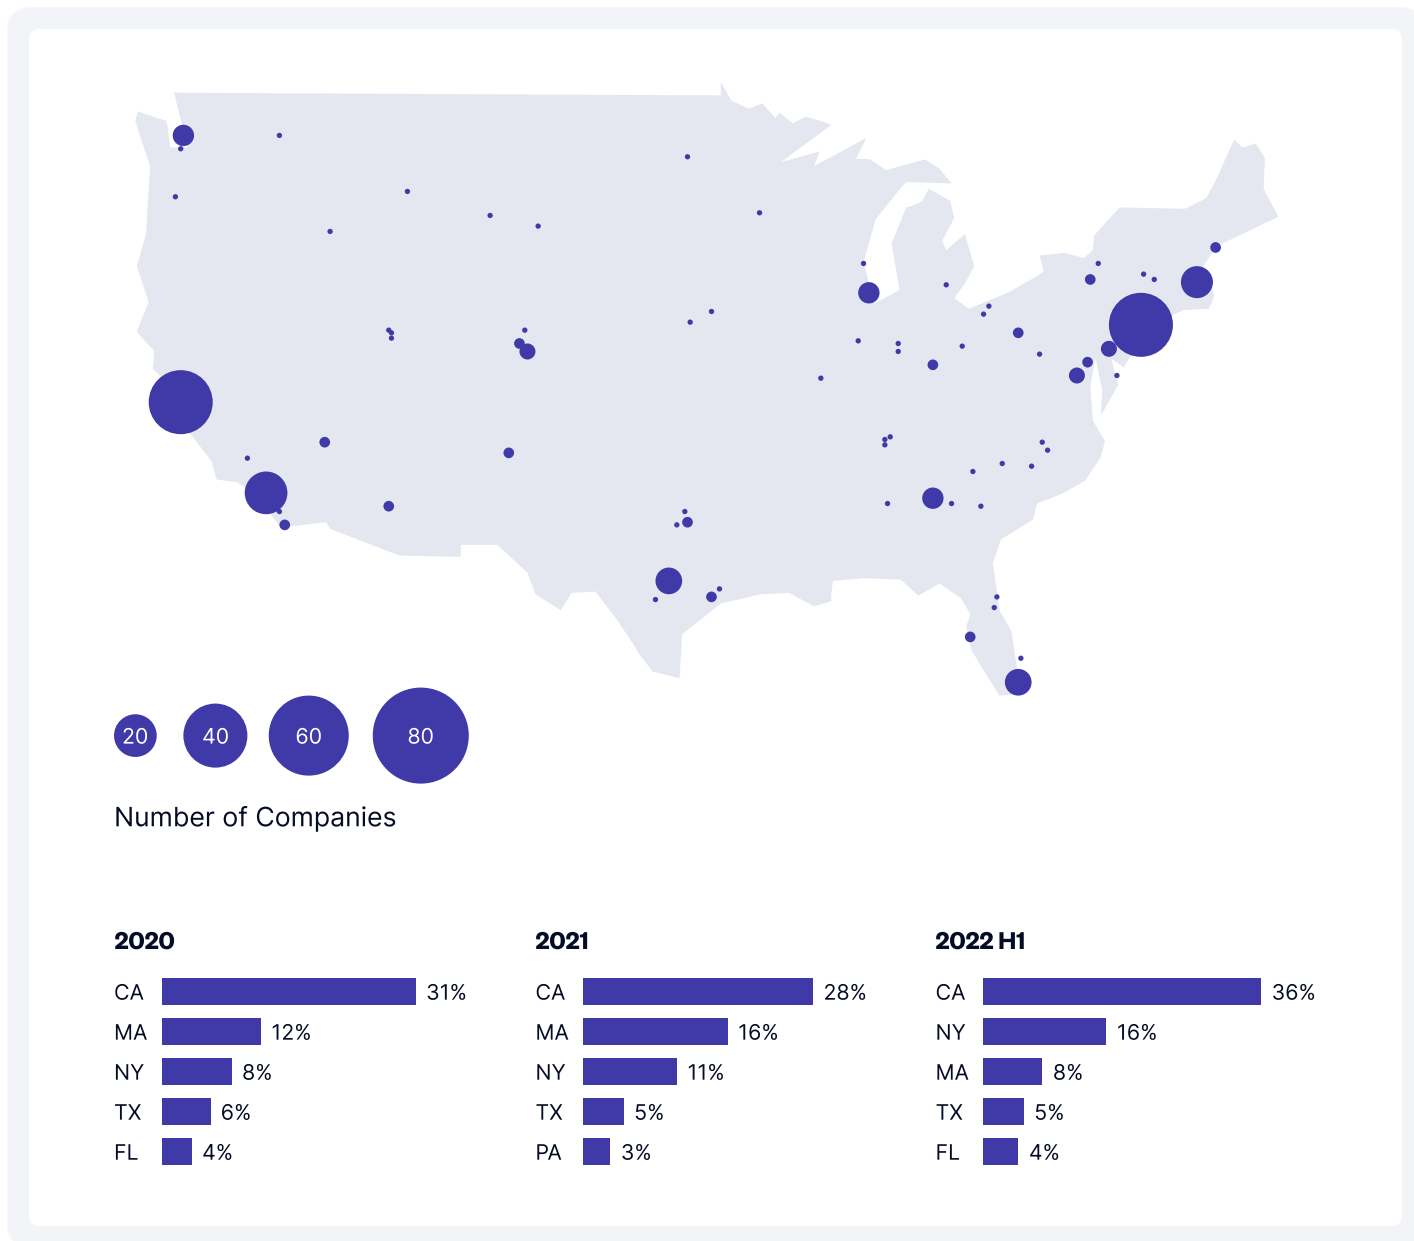 20 40 60 80
Number of Companies
2020
CA 31%
MA 12%
NY 8%
TX 6%
FL 4%
2021
CA 28%
MA 16%
NY 11%
TX 5%
PA 3%
2022 H1
CA 36%
NY 16%
MA 8%
TX 5%
FL 4%